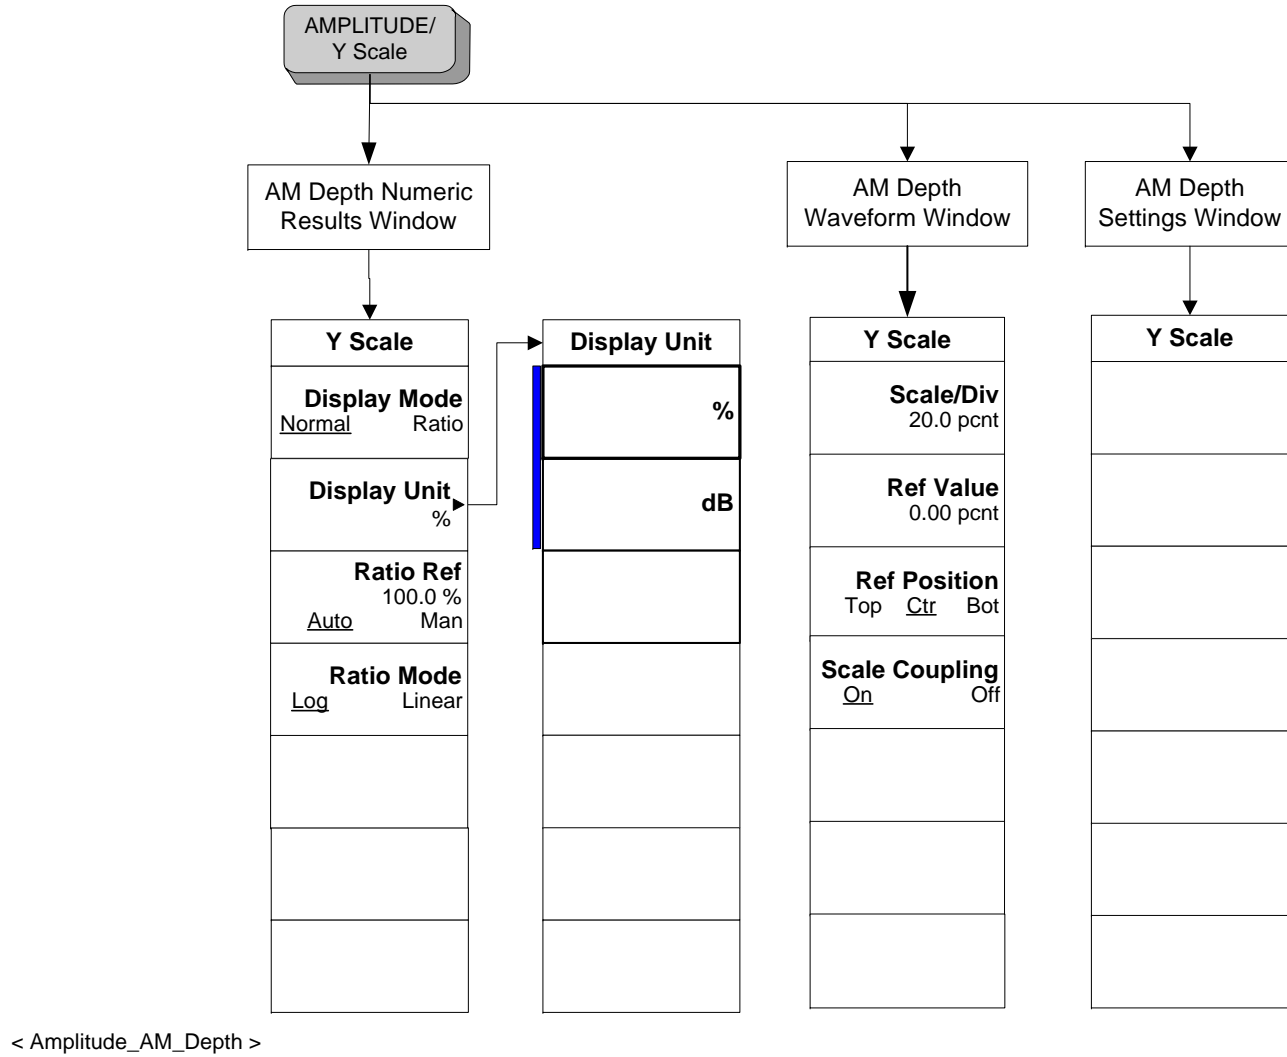 AMPLITUDE/
Y Scale
AM Depth Numeric
Results Window
AM Depth
Waveform Window
AM Depth
Settings Window
Y Scale
Display Mode
Normal Ratio
Display Unit
%
Ratio Ref
100.0 %
Auto Man
Ratio Mode
Log Linear
Display Unit
%
dB
Y Scale
Scale/Div
20.0 pcnt
Ref Value
0.00 pcnt
Ref Position
Top Ctr Bot
Scale Coupling
On Off
Y Scale
< Amplitude_AM_Depth >